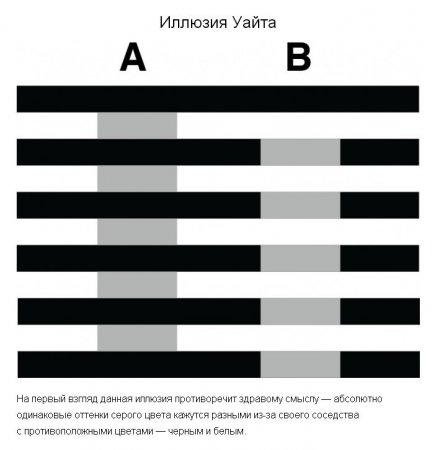 Иллюзия Уайта
A B
На первый взгляд данная иллюзия противоречит здравому смыслу — абсолютно
одинаковые оттенки серого цвета кажутся разными из-за своего соседства
с противоположными цветами — черным и белым.